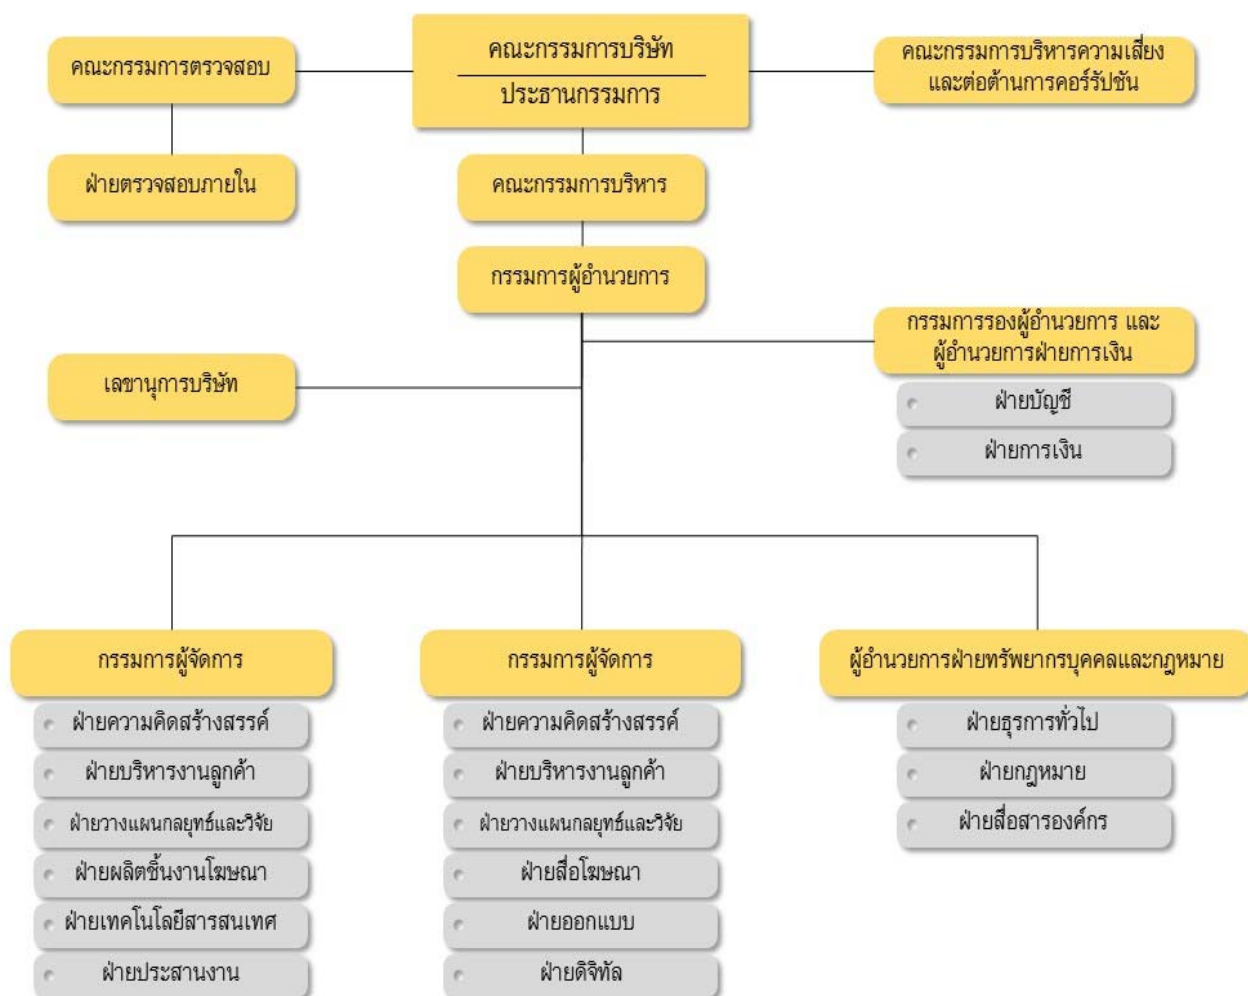 คณะกรรมการบริษัท
ประธานกรรมการ
คณะกรรมการตรวจสอบ
คณะกรรมการบริหารความเสี่ยง
และต่อต้านการคอร์รัปชัน
ฝ่ายตรวจสอบภายใน
คณะกรรมการบริหาร
กรรมการผู้อำนวยการ
กรรมการรองผู้อำนวยการ และ
ผู้อำนวยการฝ่ายการเงิน
ฝ่ายบัญชี
ฝ่ายการเงิน
เลขานุการบริษัท
กรรมการผู้จัดการ
ฝ่ายความคิดสร้างสรรค์
ฝ่ายบริหารงานลูกค้า
ฝ่ายวางแผนกลยุทธ์และวิจัย
ฝ่ายผลิตชิ้นงานโฆษณา
ฝ่ายเทคโนโลยีสารสนเทศ
ฝ่ายประสานงาน
กรรมการผู้จัดการ
ฝ่ายความคิดสร้างสรรค์
ฝ่ายบริหารงานลูกค้า
ฝ่ายวางแผนกลยุทธ์และวิจัย
ฝ่ายสื่อโฆษณา
ฝ่ายออกแบบ
ฝ่ายดิจิทัล
ผู้อำนวยการฝ่ายทรัพยากรบุคคลและกฎหมาย
ฝ่ายธุรการทั่วไป
ฝ่ายกฎหมาย
ฝ่ายสื่อสารองค์กร